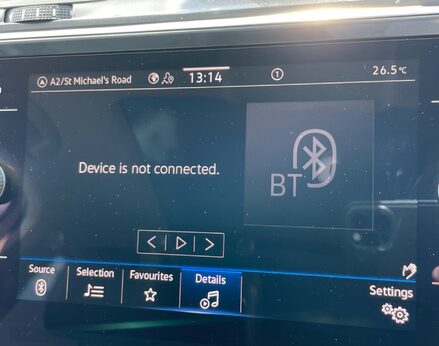 A2/St Michael's Road
13:14
1
26.5°C
Device is not connected.
BT
Source
Selection
Favourites
Details
Settings